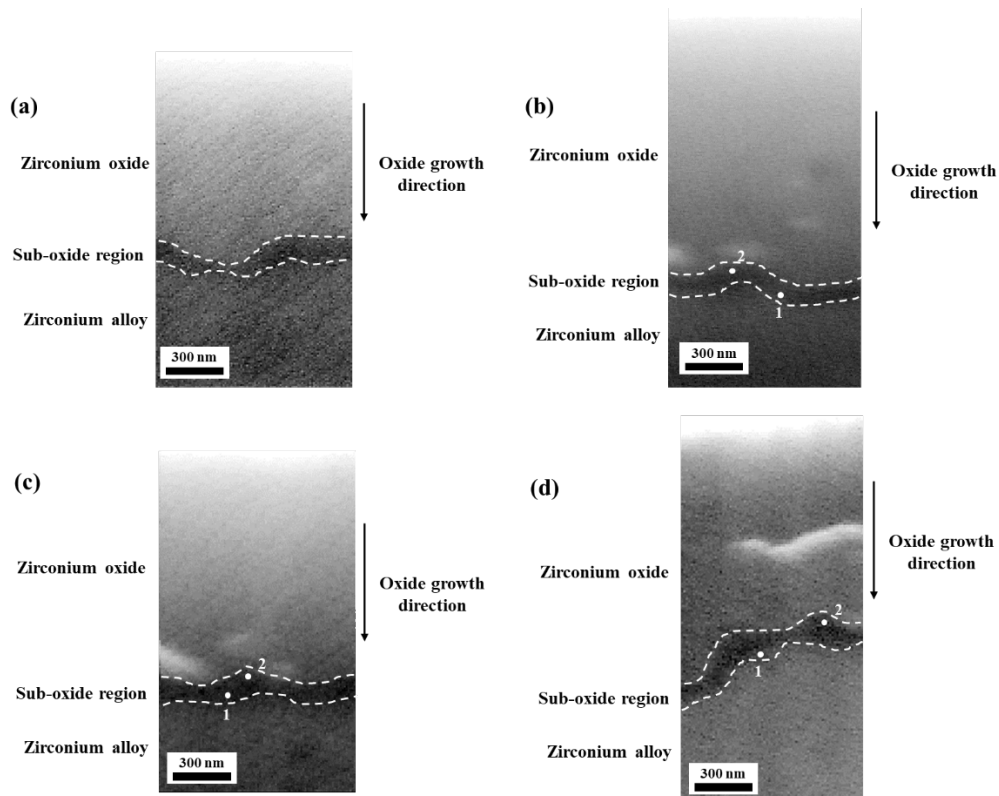 (a)
Zirconium oxide
Oxide growth
direction
Sub-oxide region
Zirconium alloy
300 nm
(b)
Zirconium oxide
Oxide growth
direction
2
Sub-oxide region
1
Zirconium alloy
300 nm
(c)
Zirconium oxide
Oxide growth
direction
2
Sub-oxide region
1
Zirconium alloy
300 nm
(d)
Oxide growth
direction
Zirconium oxide
2
1
Sub-oxide region
Zirconium alloy
300 nm